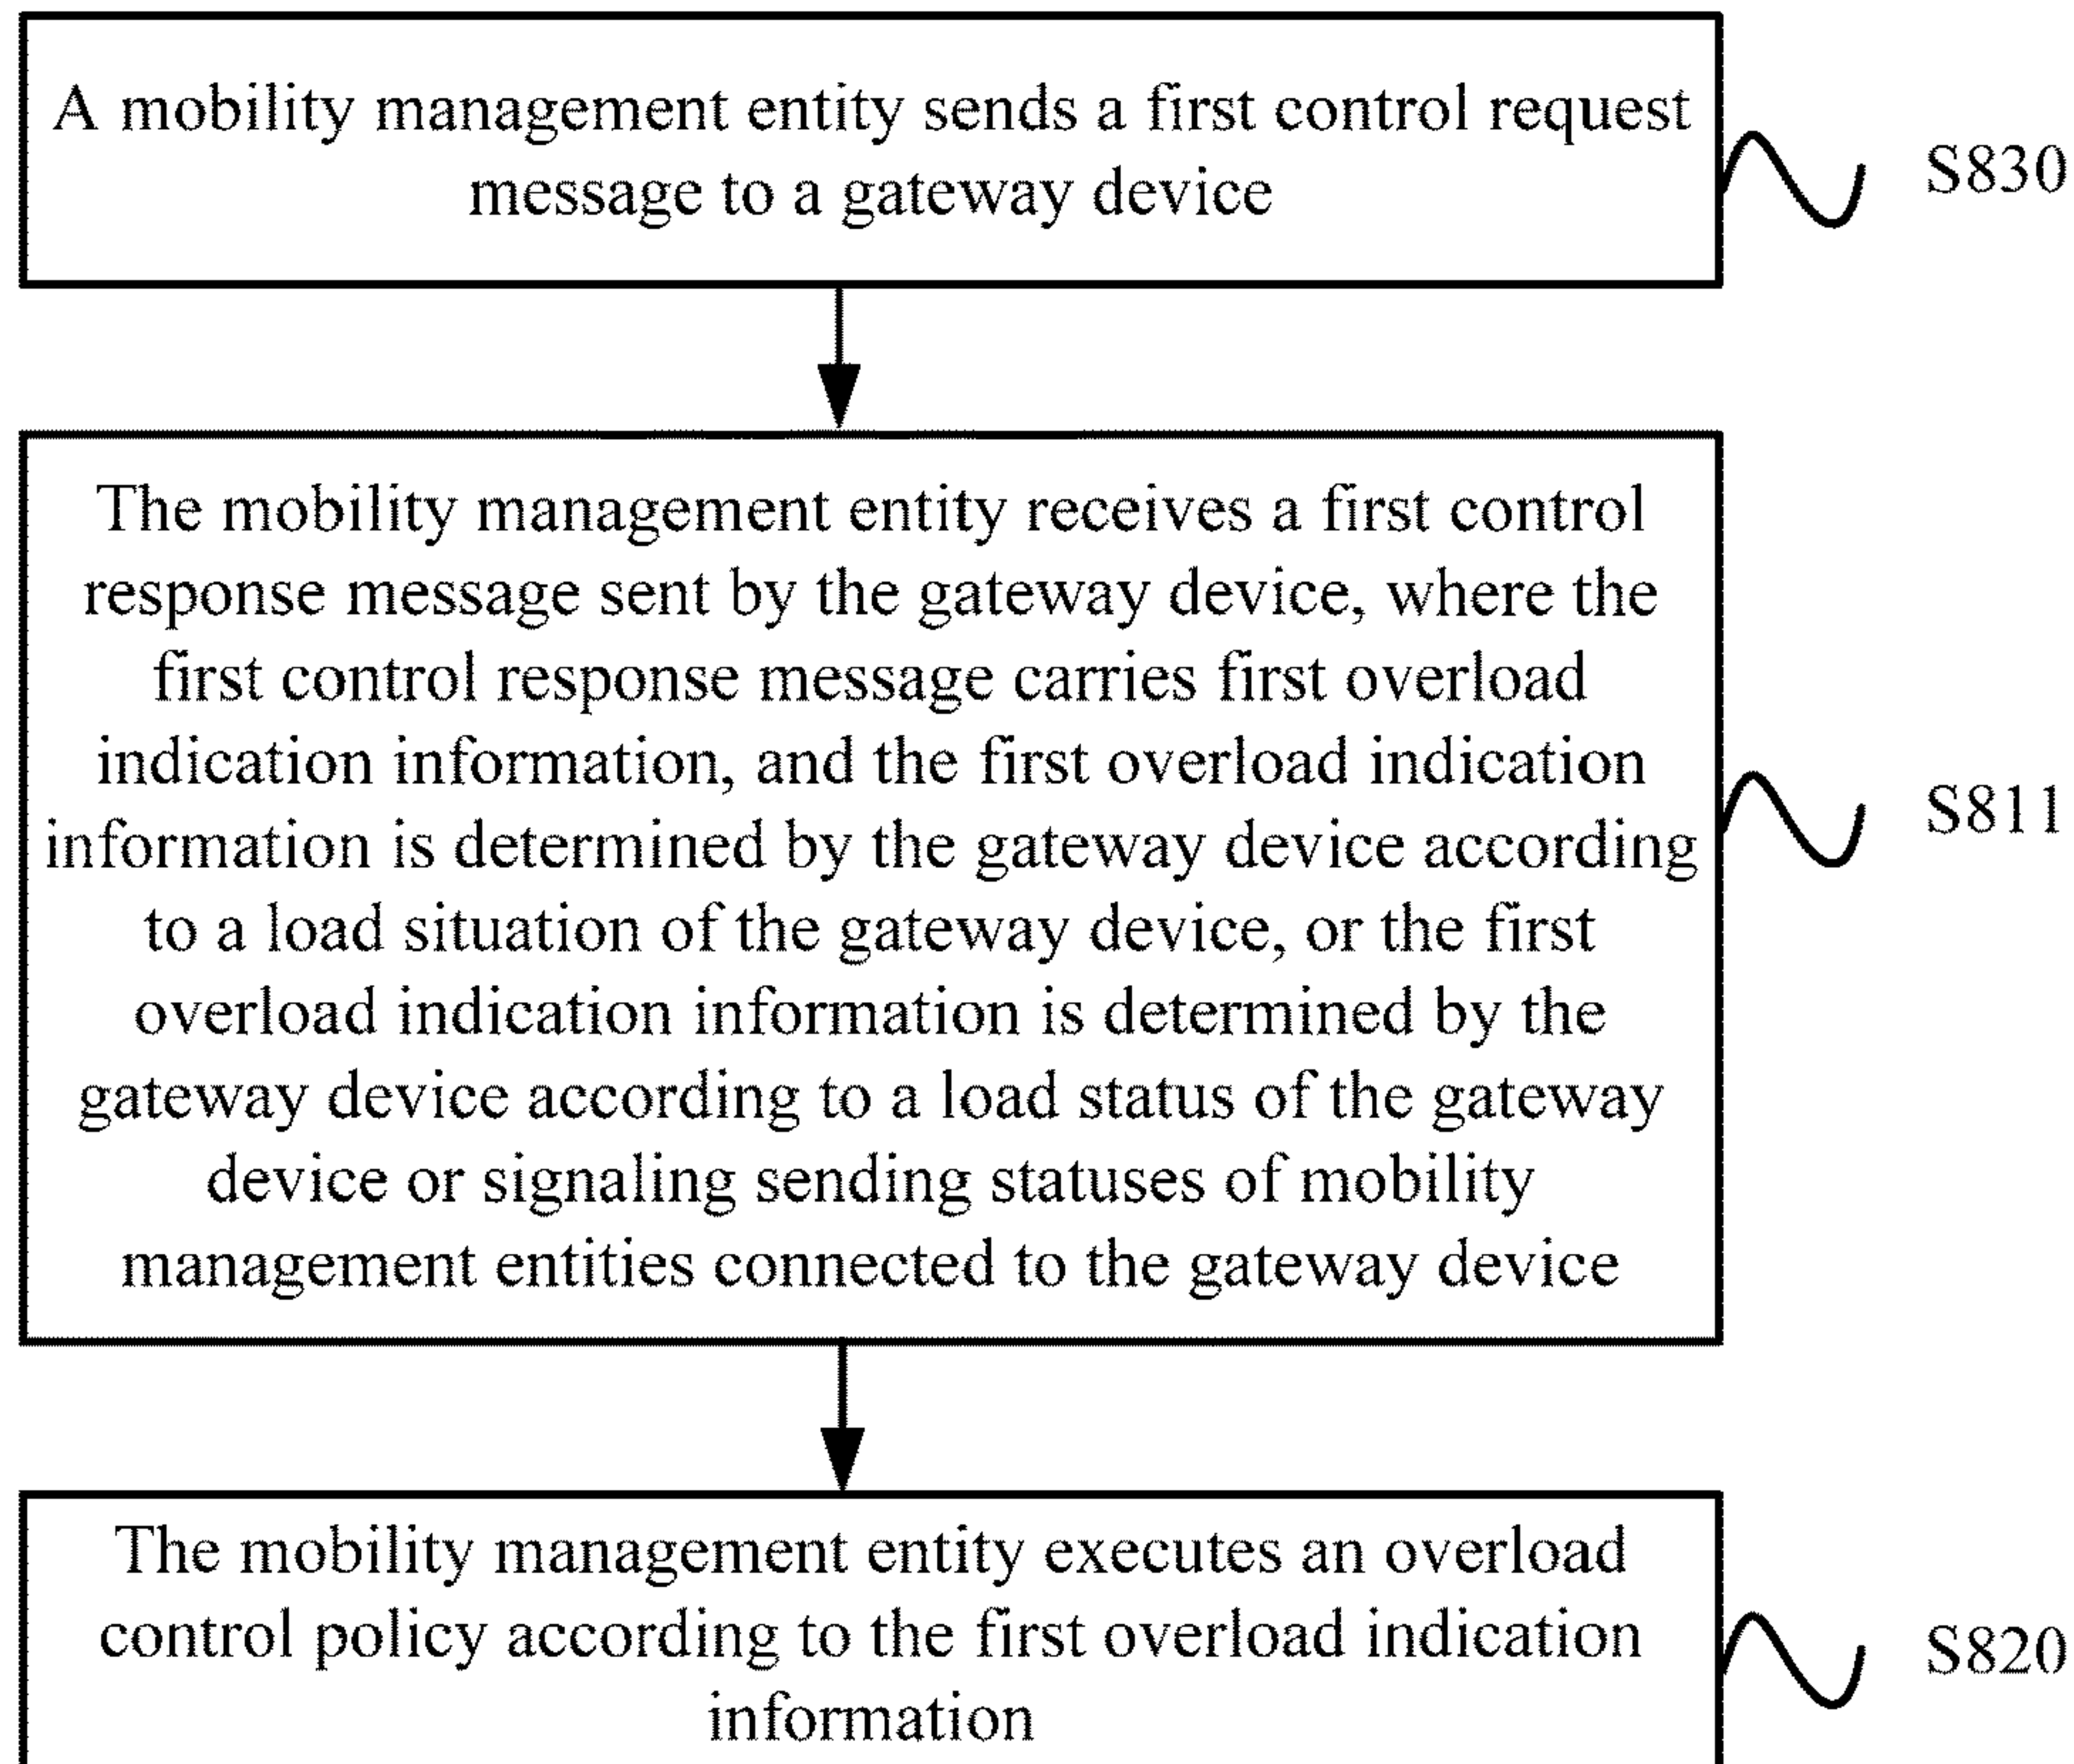 A mobility management entity sends a first control request
message to a gateway device
S830
The mobility management entity receives a first control
response message sent by the gateway device, where the
first control response message carries first overload
indication information, and the first overload indication
information is determined by the gateway device according
to a load situation of the gateway device, or the first
overload indication information is determined by the
gateway device according to a load status of the gateway
device or signaling sending statuses of mobility
management entities connected to the gateway device
S811
The mobility management entity executes an overload
control policy according to the first overload indication
information
S820